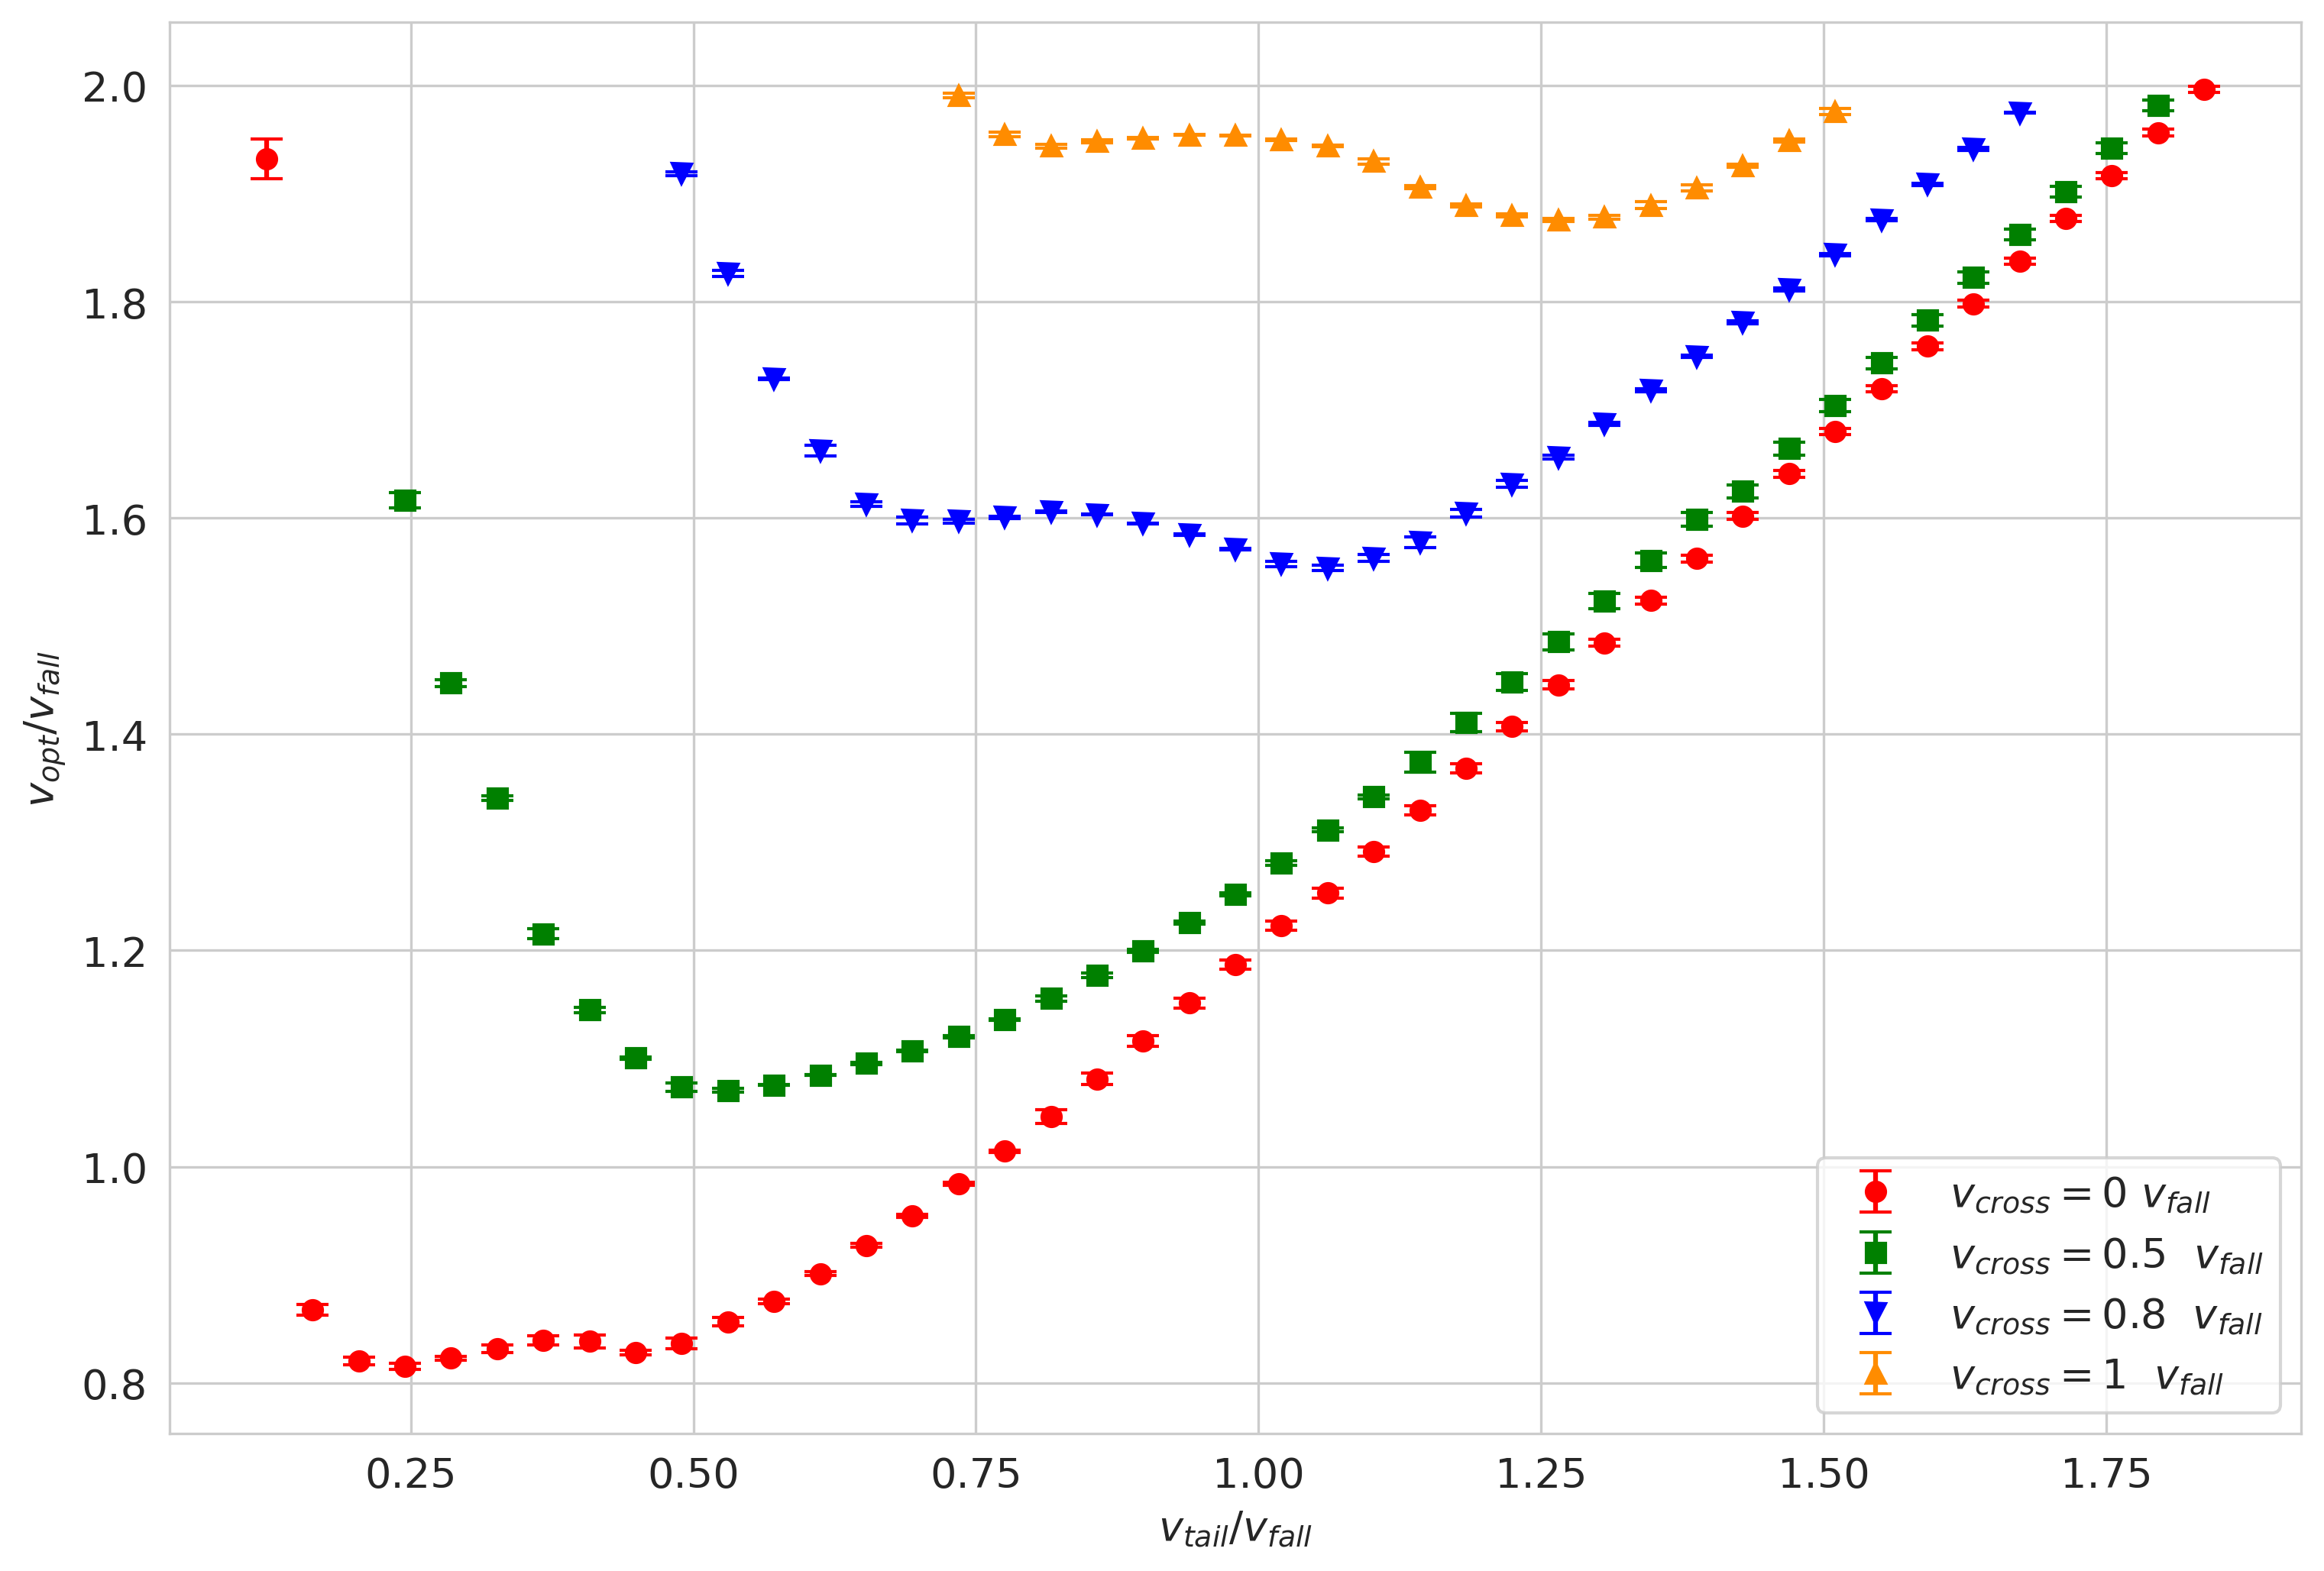 2.0
1.8
1.6
1.4
1.2
1.0
0.8
v_opt/v_fall
0.25 0.50 0.75 1.00 1.25 1.50 1.75
v_tail/v_fall
v_cross = 0 v_fall
v_cross = 0.5 v_fall
v_cross = 0.8 v_fall
v_cross = 1 v_fall